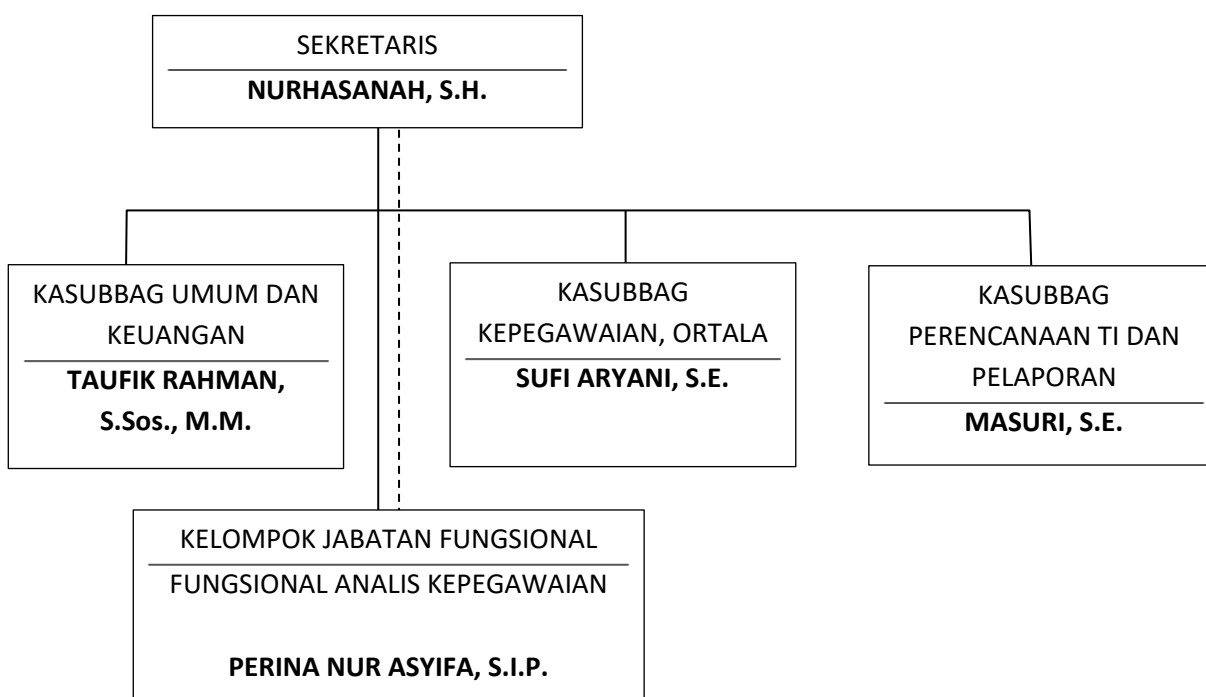 SEKRETARIS
NURHASANAH, S.H.
KASUBBAG UMUM DAN
KEUANGAN
TAUFIK RAHMAN,
S.Sos., M.M.
KASUBBAG
KEPEGAWAIAN, ORTALA
SUFI ARYANI, S.E.
KASUBBAG
PERENCANAAN TI DAN
PELAPORAN
MASURI, S.E.
KELOMPOK JABATAN FUNGSIONAL
FUNGSIONAL ANALIS KEPEGAWAIAN
PERINA NUR ASYIFA, S.I.P.